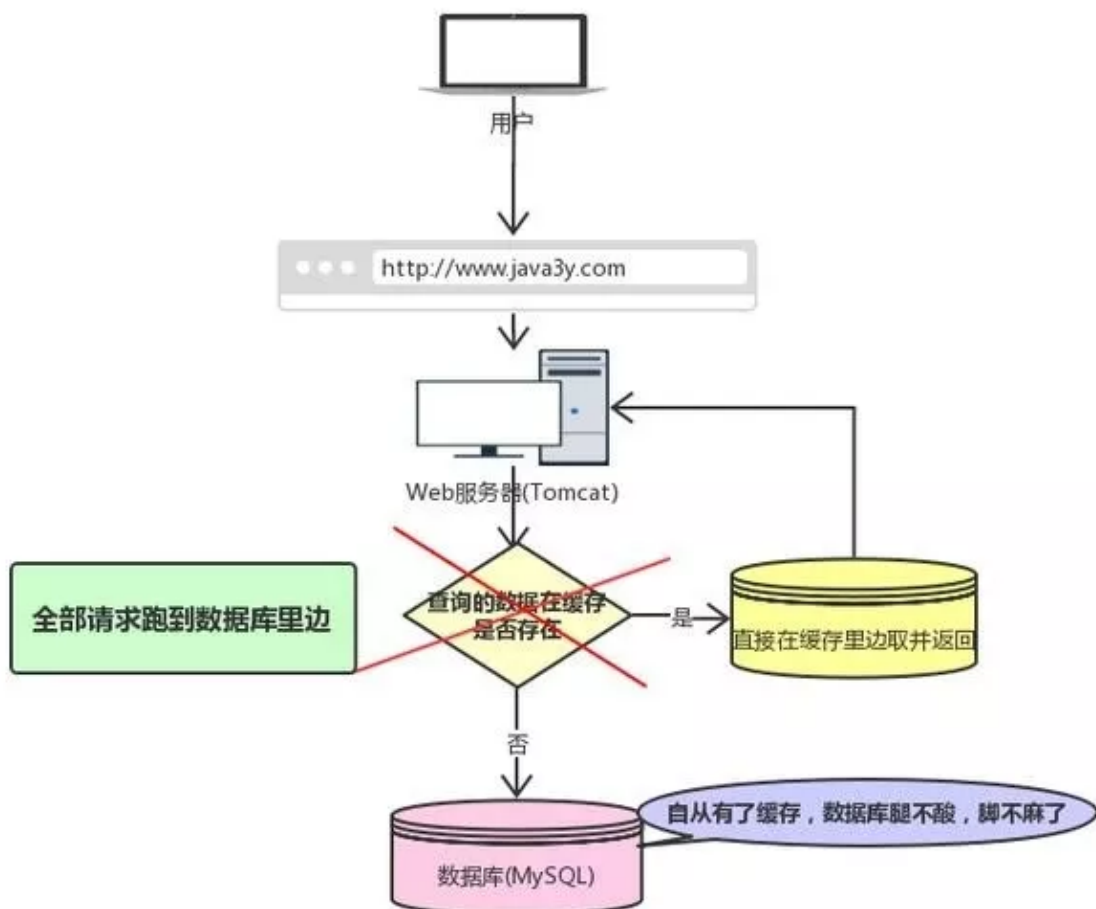 用户
http://www.java3y.com
Web服务器(Tomcat)
全部请求跑到数据库里边
查询的数据在缓存
是否存在
是
直接在缓存里边取并返回
否
自从有了缓存，数据库腿不酸，脚不麻了
数据库(MySQL)